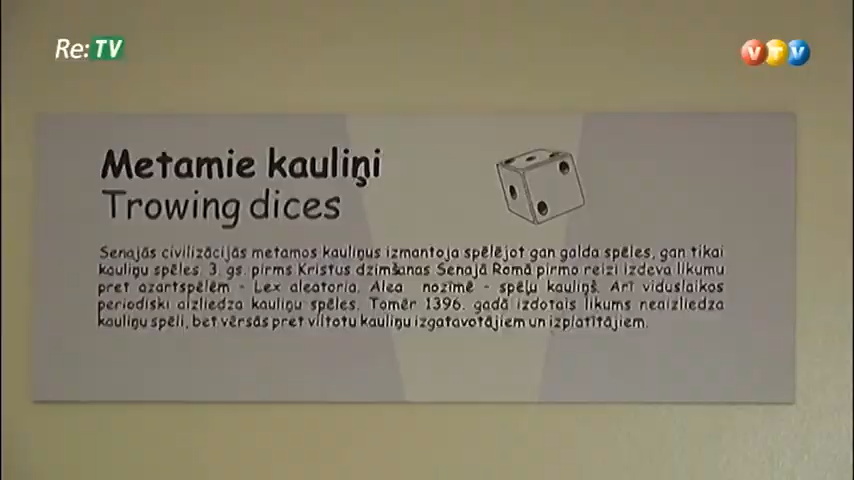 Re:TV
VTV
Metamie kauliņi
Trowing dices
Senajās civilizācijās metamos kauliņus izmantoja spēlējot gan galda spēles, gan tikai
kauliņu spēles. 3. gs. pirms Kristus dzimšanas Senajā Romā pirmo reizi izdeva likumu
pret azartspēlēm - Lex aleatoria. Alea nozīmē - spēļu kauliņš. Arī viduslaikos
periodiski aizliedza kauliņu spēles. Tomēr 1396. gadā izdotais likums neaizliedza
kauliņu spēli, bet vērsās pret viltotu kauliņu izgatavotājiem un izplatītājiem.